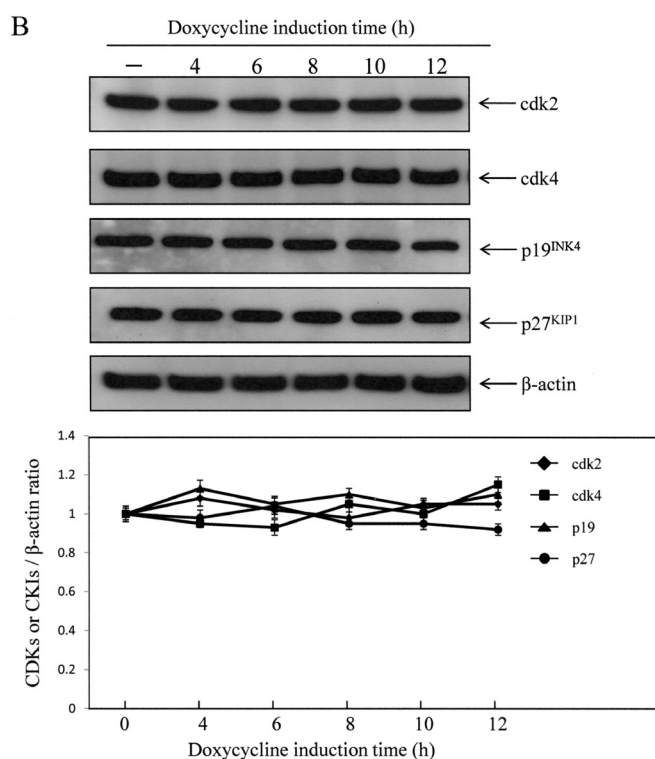 B
Doxycycline induction time (h)
— 4 6 8 10 12
cdk2
cdk4
p19INK4
p27KIP1
β-actin
1.4
1.2
1
0.8
0.6
0.4
0.2
0
CDKs or CKIs / β-actin ratio
cdk2
cdk4
p19
p27
0 4 6 8 10 12
Doxycycline induction time (h)